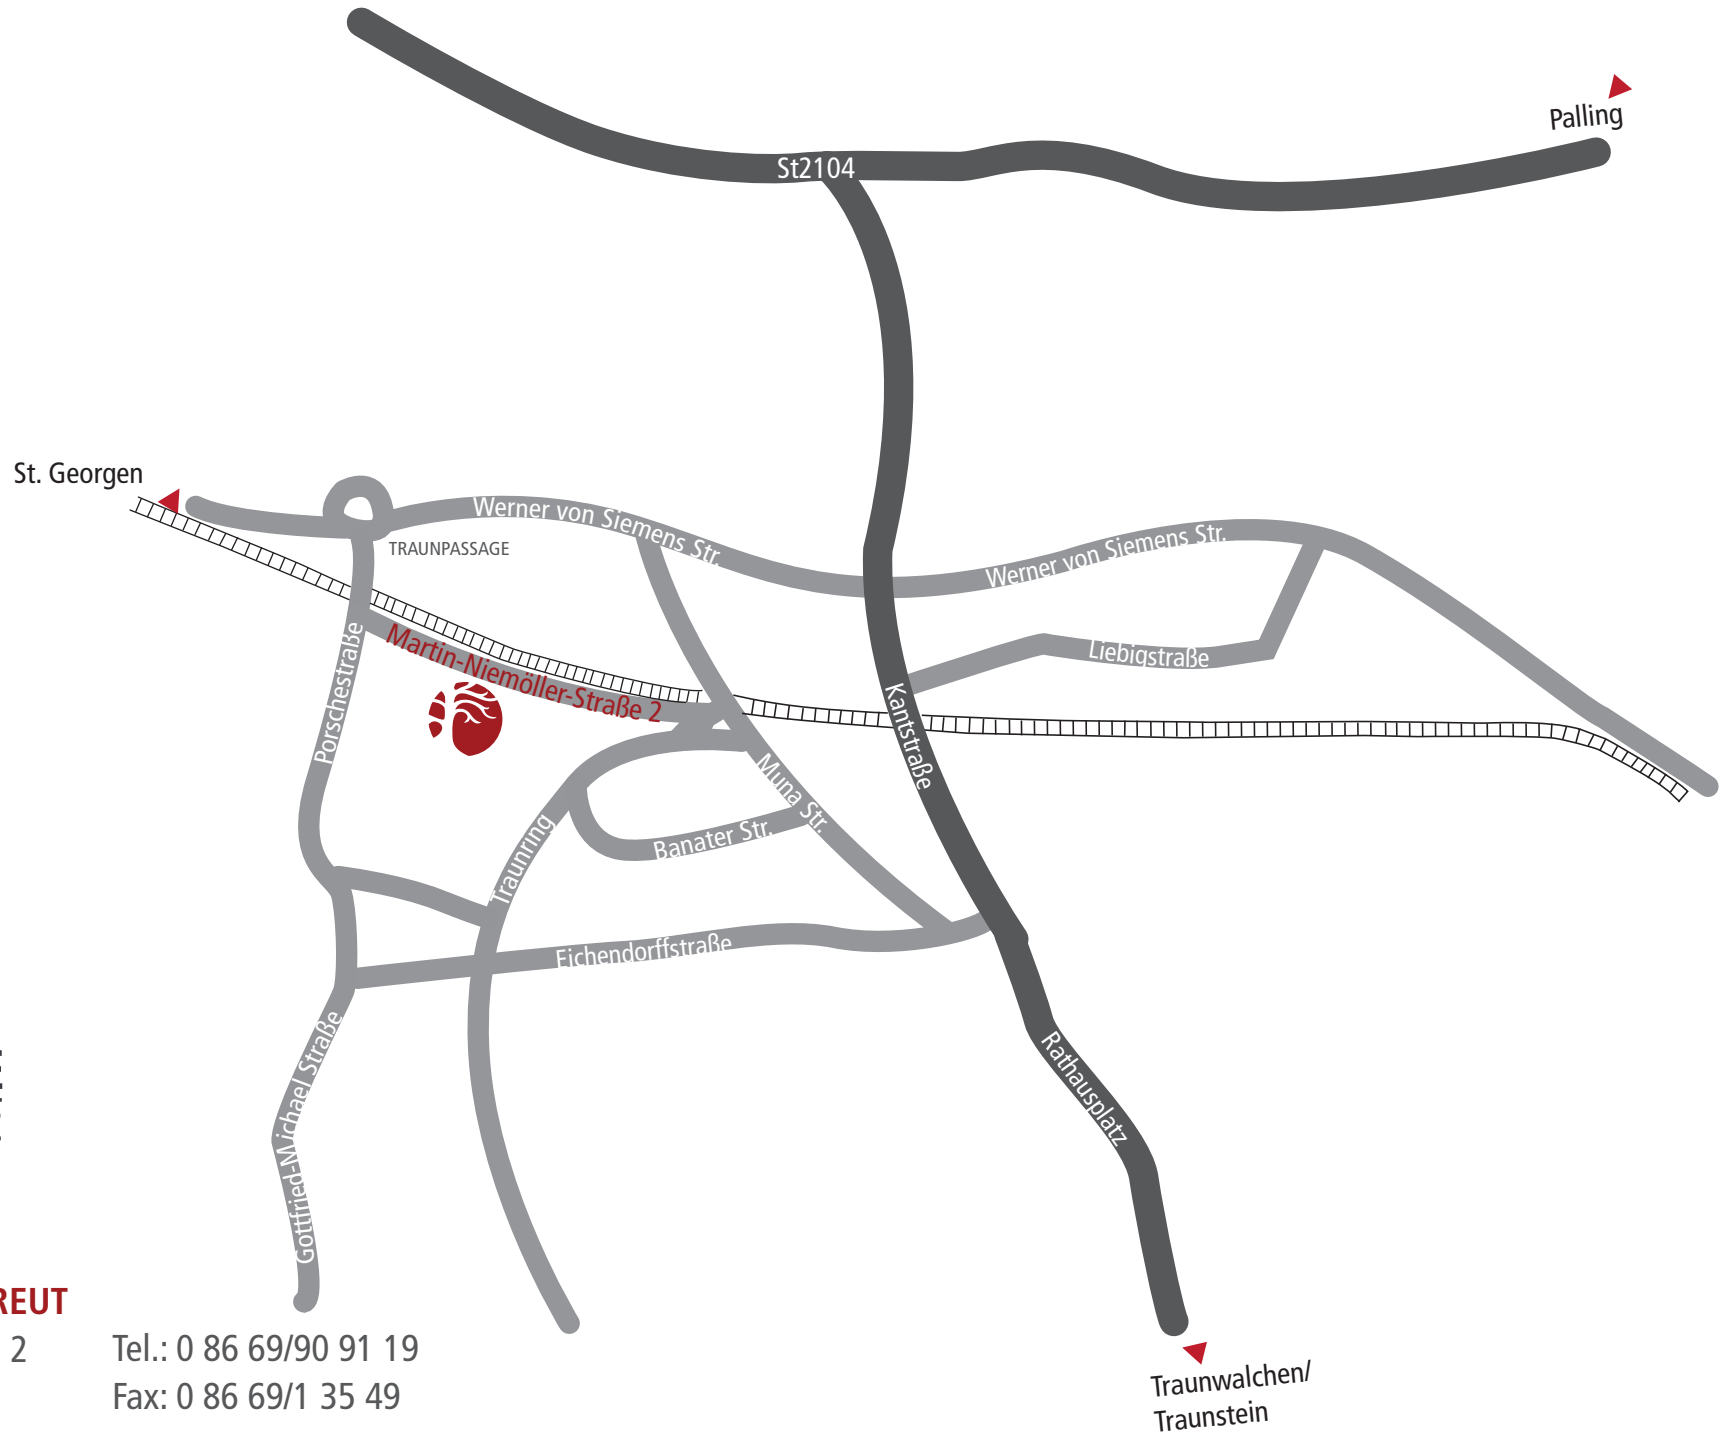 Palling
St2104
St. Georgen
Werner von Siemens Str.
TRAUNPASSAGE
Werner von Siemens Str.
Martin-Niemöller-Straße 2
Liebigstraße
Porschestraße
Kantstraße
Muna Str.
Banater Str.
Traunring
Eichendorffstraße
Gottfried-Michael Straße
Rathausplatz
REUT
2
Tel.: 0 86 69/90 91 19
Fax: 0 86 69/1 35 49
Traunwalchen/
Traunstein